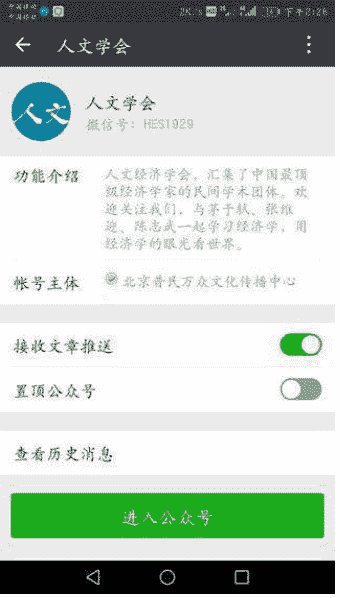 下午2:28
人文学会
人文
人文学会
微信号: HES1929
功能介绍
人文经济学会，汇集了中国最顶
级经济学家的民间学术团体。欢
迎关注我们，与茅于轼、张维
迎、陈志武一起学习经济学，用
经济学的眼光看世界。
帐号主体
北京普民万众文化传播中心
接收文章推送
置顶公众号
查看历史消息
进入公众号